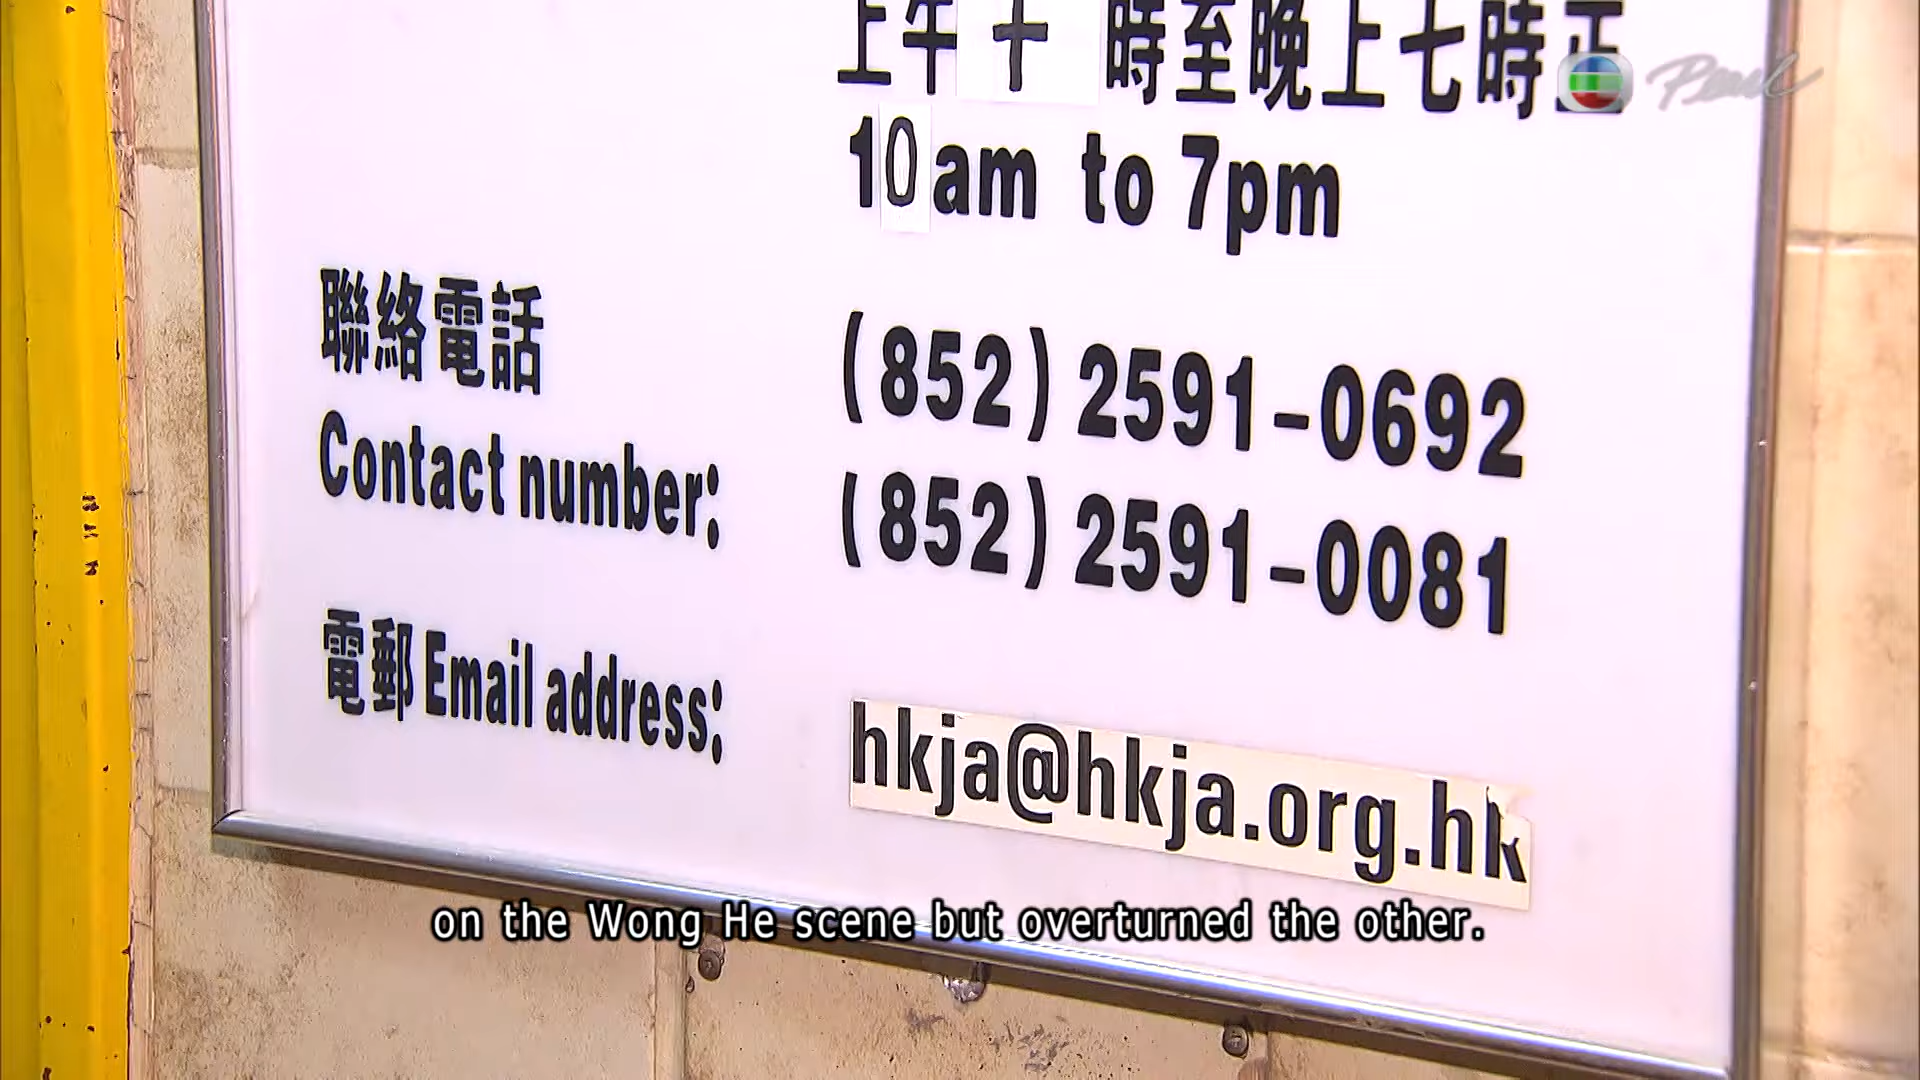 上午十時至晚上七時正
Pearl
10am to 7pm
聯絡電話
(852) 2591-0692
Contact number:
(852) 2591-0081
電郵 Email address:
hkja@hkja.org.hk
on the Wong He scene but overturned the other.